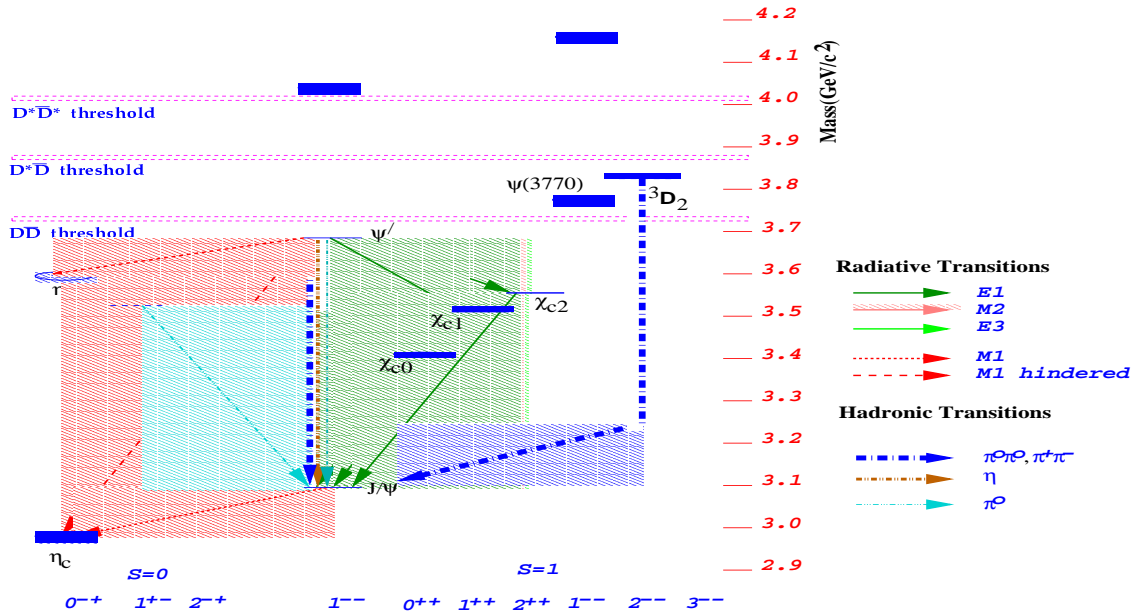 4.2
4.1
4.0
3.9
3.8
3.7
3.6
3.5
3.4
3.3
3.2
3.1
3.0
2.9
Mass(GeV/c²)
D*D̅* threshold
D*D̅ threshold
DD̅ threshold
ψ(3770)
³D₂
ψ′
χc2
χc1
χc0
J/ψ
ηc
S=0
S=1
0⁻⁺ 1⁺⁻ 2⁻⁺ 1⁻⁻ 0⁺⁺ 1⁺⁺ 2⁺⁺ 1⁻⁻ 2⁻⁻ 3⁻⁻
Radiative Transitions
E1
M2
E3
M1
M1 hindered
Hadronic Transitions
π⁰π⁰, π⁺π⁻
η
π⁰